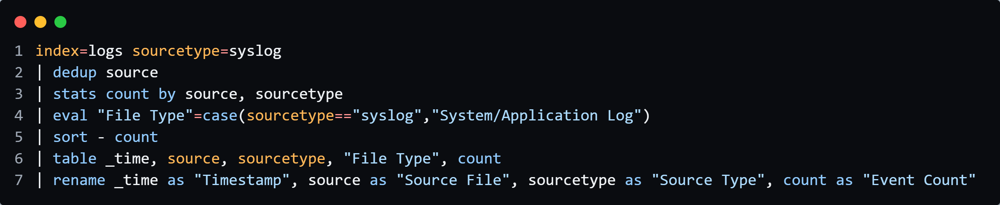 1 index=logs sourcetype=syslog
2 | dedup source
3 | stats count by source, sourcetype
4 | eval "File Type"=case(sourcetype=="syslog","System/Application Log")
5 | sort - count
6 | table _time, source, sourcetype, "File Type", count
7 | rename _time as "Timestamp", source as "Source File", sourcetype as "Source Type", count as "Event Count"